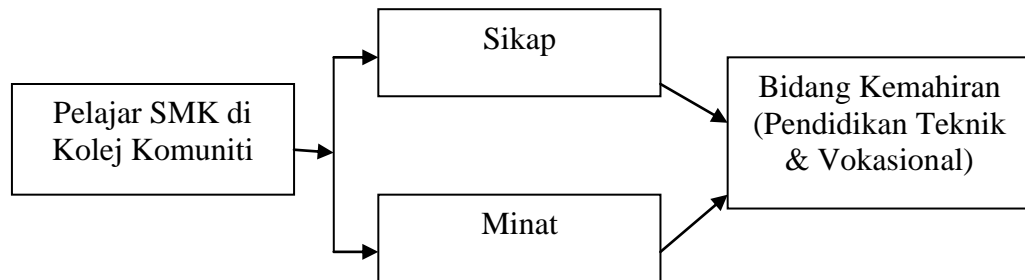 Pelajar SMK di
Kolej Komuniti
Sikap
Minat
Bidang Kemahiran
(Pendidikan Teknik
& Vokasional)